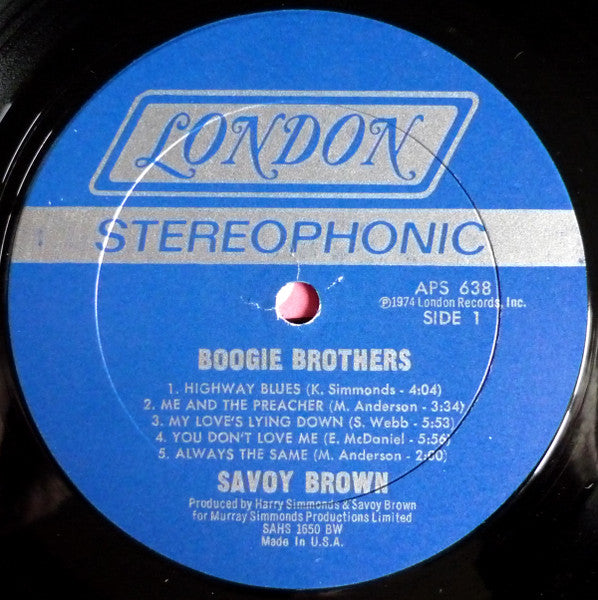 LONDON
STEREOPHONIC
APS 638
℗1974 London Records, Inc.
SIDE 1
BOOGIE BROTHERS
1. HIGHWAY BLUES (K. Simmonds - 4:04)
2. ME AND THE PREACHER (M. Anderson - 3:34)
3. MY LOVE'S LYING DOWN (S. Webb - 5:53)
4. YOU DON'T LOVE ME (E. McDaniel - 5:56)
5. ALWAYS THE SAME (M. Anderson - 2:00)
SAVOY BROWN
Produced by Harry Simmonds & Savoy Brown
for Murray Simmonds Productions Limited
SAHS 1650 BW
Made in U.S.A.